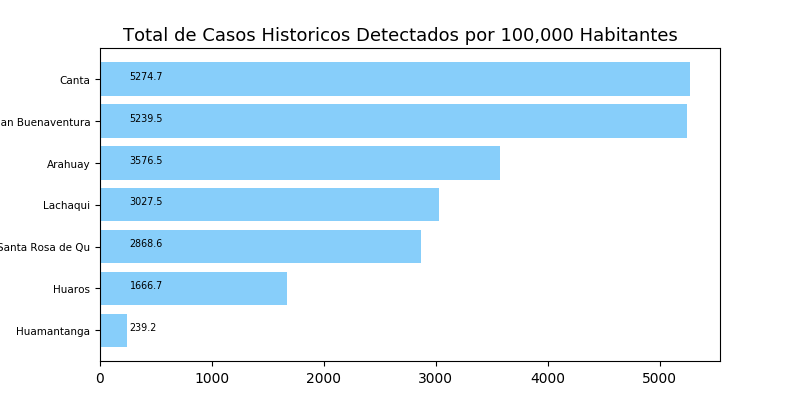 Total de Casos Historicos Detectados por 100,000 Habitantes
Canta 5274.7
an Buenaventura 5239.5
Arahuay 3576.5
Lachaqui 3027.5
Santa Rosa de Qu 2868.6
Huaros 1666.7
Huamantanga 239.2
0 1000 2000 3000 4000 5000